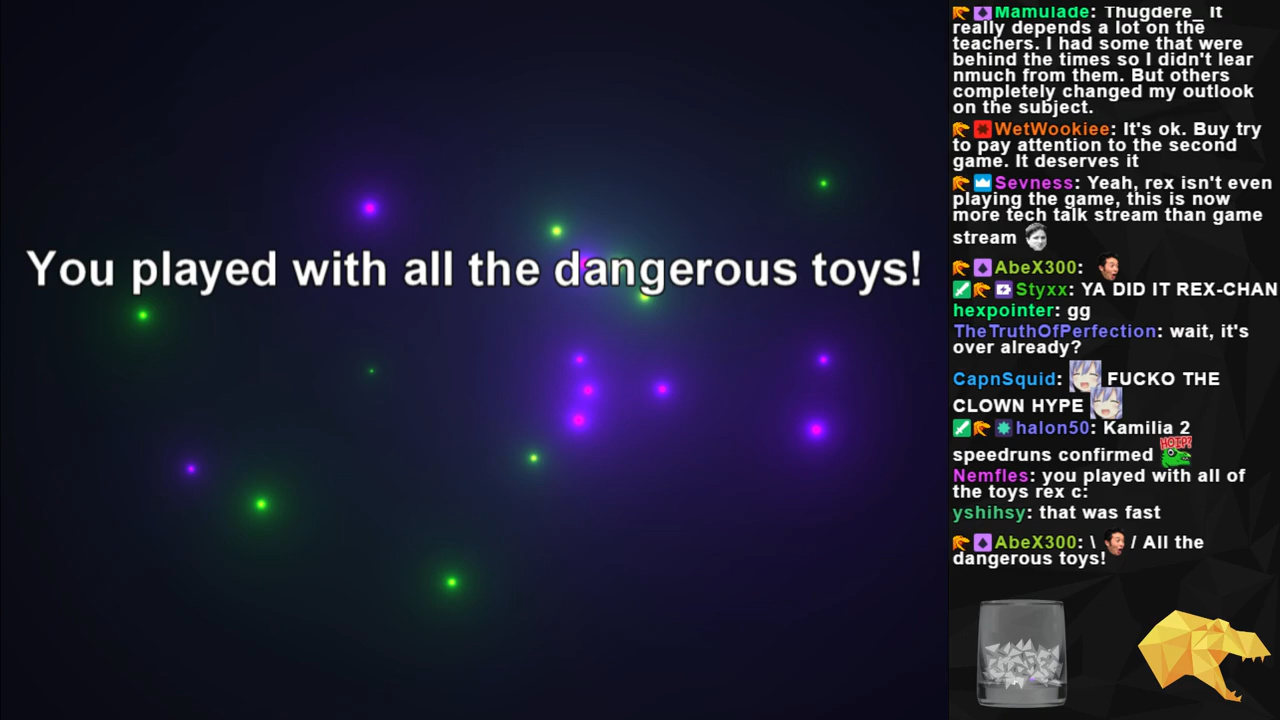 You played with all the dangerous toys!
Mamulade: Thugdere_ It
really depends a lot on the
teachers. I had some that were
behind the times so I didn't lear
nmuch from them. But others
completely changed my outlook
on the subject.
WetWookiee: It's ok. Buy try
to pay attention to the second
game. It deserves it
Sevness: Yeah, rex isn't even
playing the game, this is now
more tech talk stream than game
stream
AbeX300:
Styxx: YA DID IT REX-CHAN
hexpointer: gg
TheTruthOfPerfection: wait, it's
over already?
CapnSquid: FUCKO THE
CLOWN HYPE
halon50: Kamilia 2
speedruns confirmed HOIP?
Nemfles: you played with all of
the toys rex c:
yshihsy: that was fast
AbeX300: \ / All the
dangerous toys!